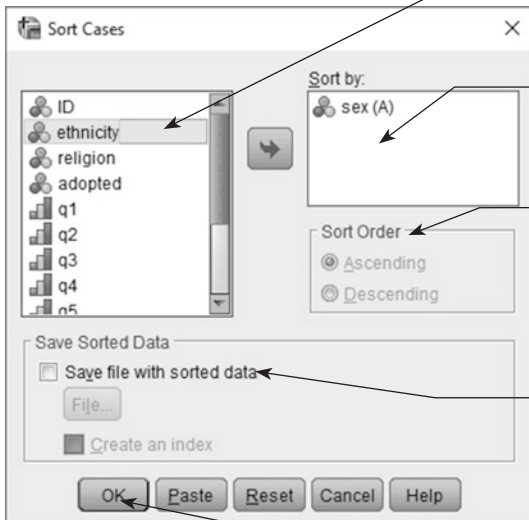 Sort Cases
Sort by:
ID
ethnicity
religion
adopted
q1
q2
q3
q4
q5
sex (A)
Sort Order
Ascending
Descending
Save Sorted Data
Save file with sorted data
File...
Create an index
OK Paste Reset Cancel Help